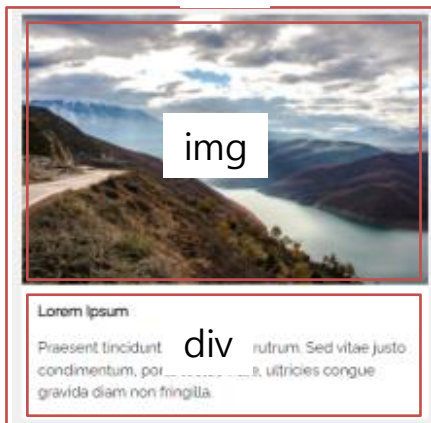 img
Lorem Ipsum
Praesent tincidunt rutrum. Sed vitae justo
div
condimentum, ultricies congue
gravida diam non fringilla.